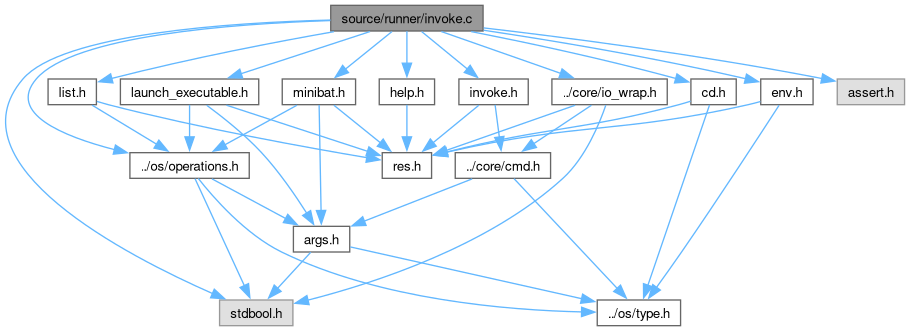 source/runner/invoke.c
list.h
launch_executable.h
minibat.h
help.h
invoke.h
../core/io_wrap.h
cd.h
env.h
assert.h
../os/operations.h
res.h
../core/cmd.h
args.h
stdbool.h
../os/type.h